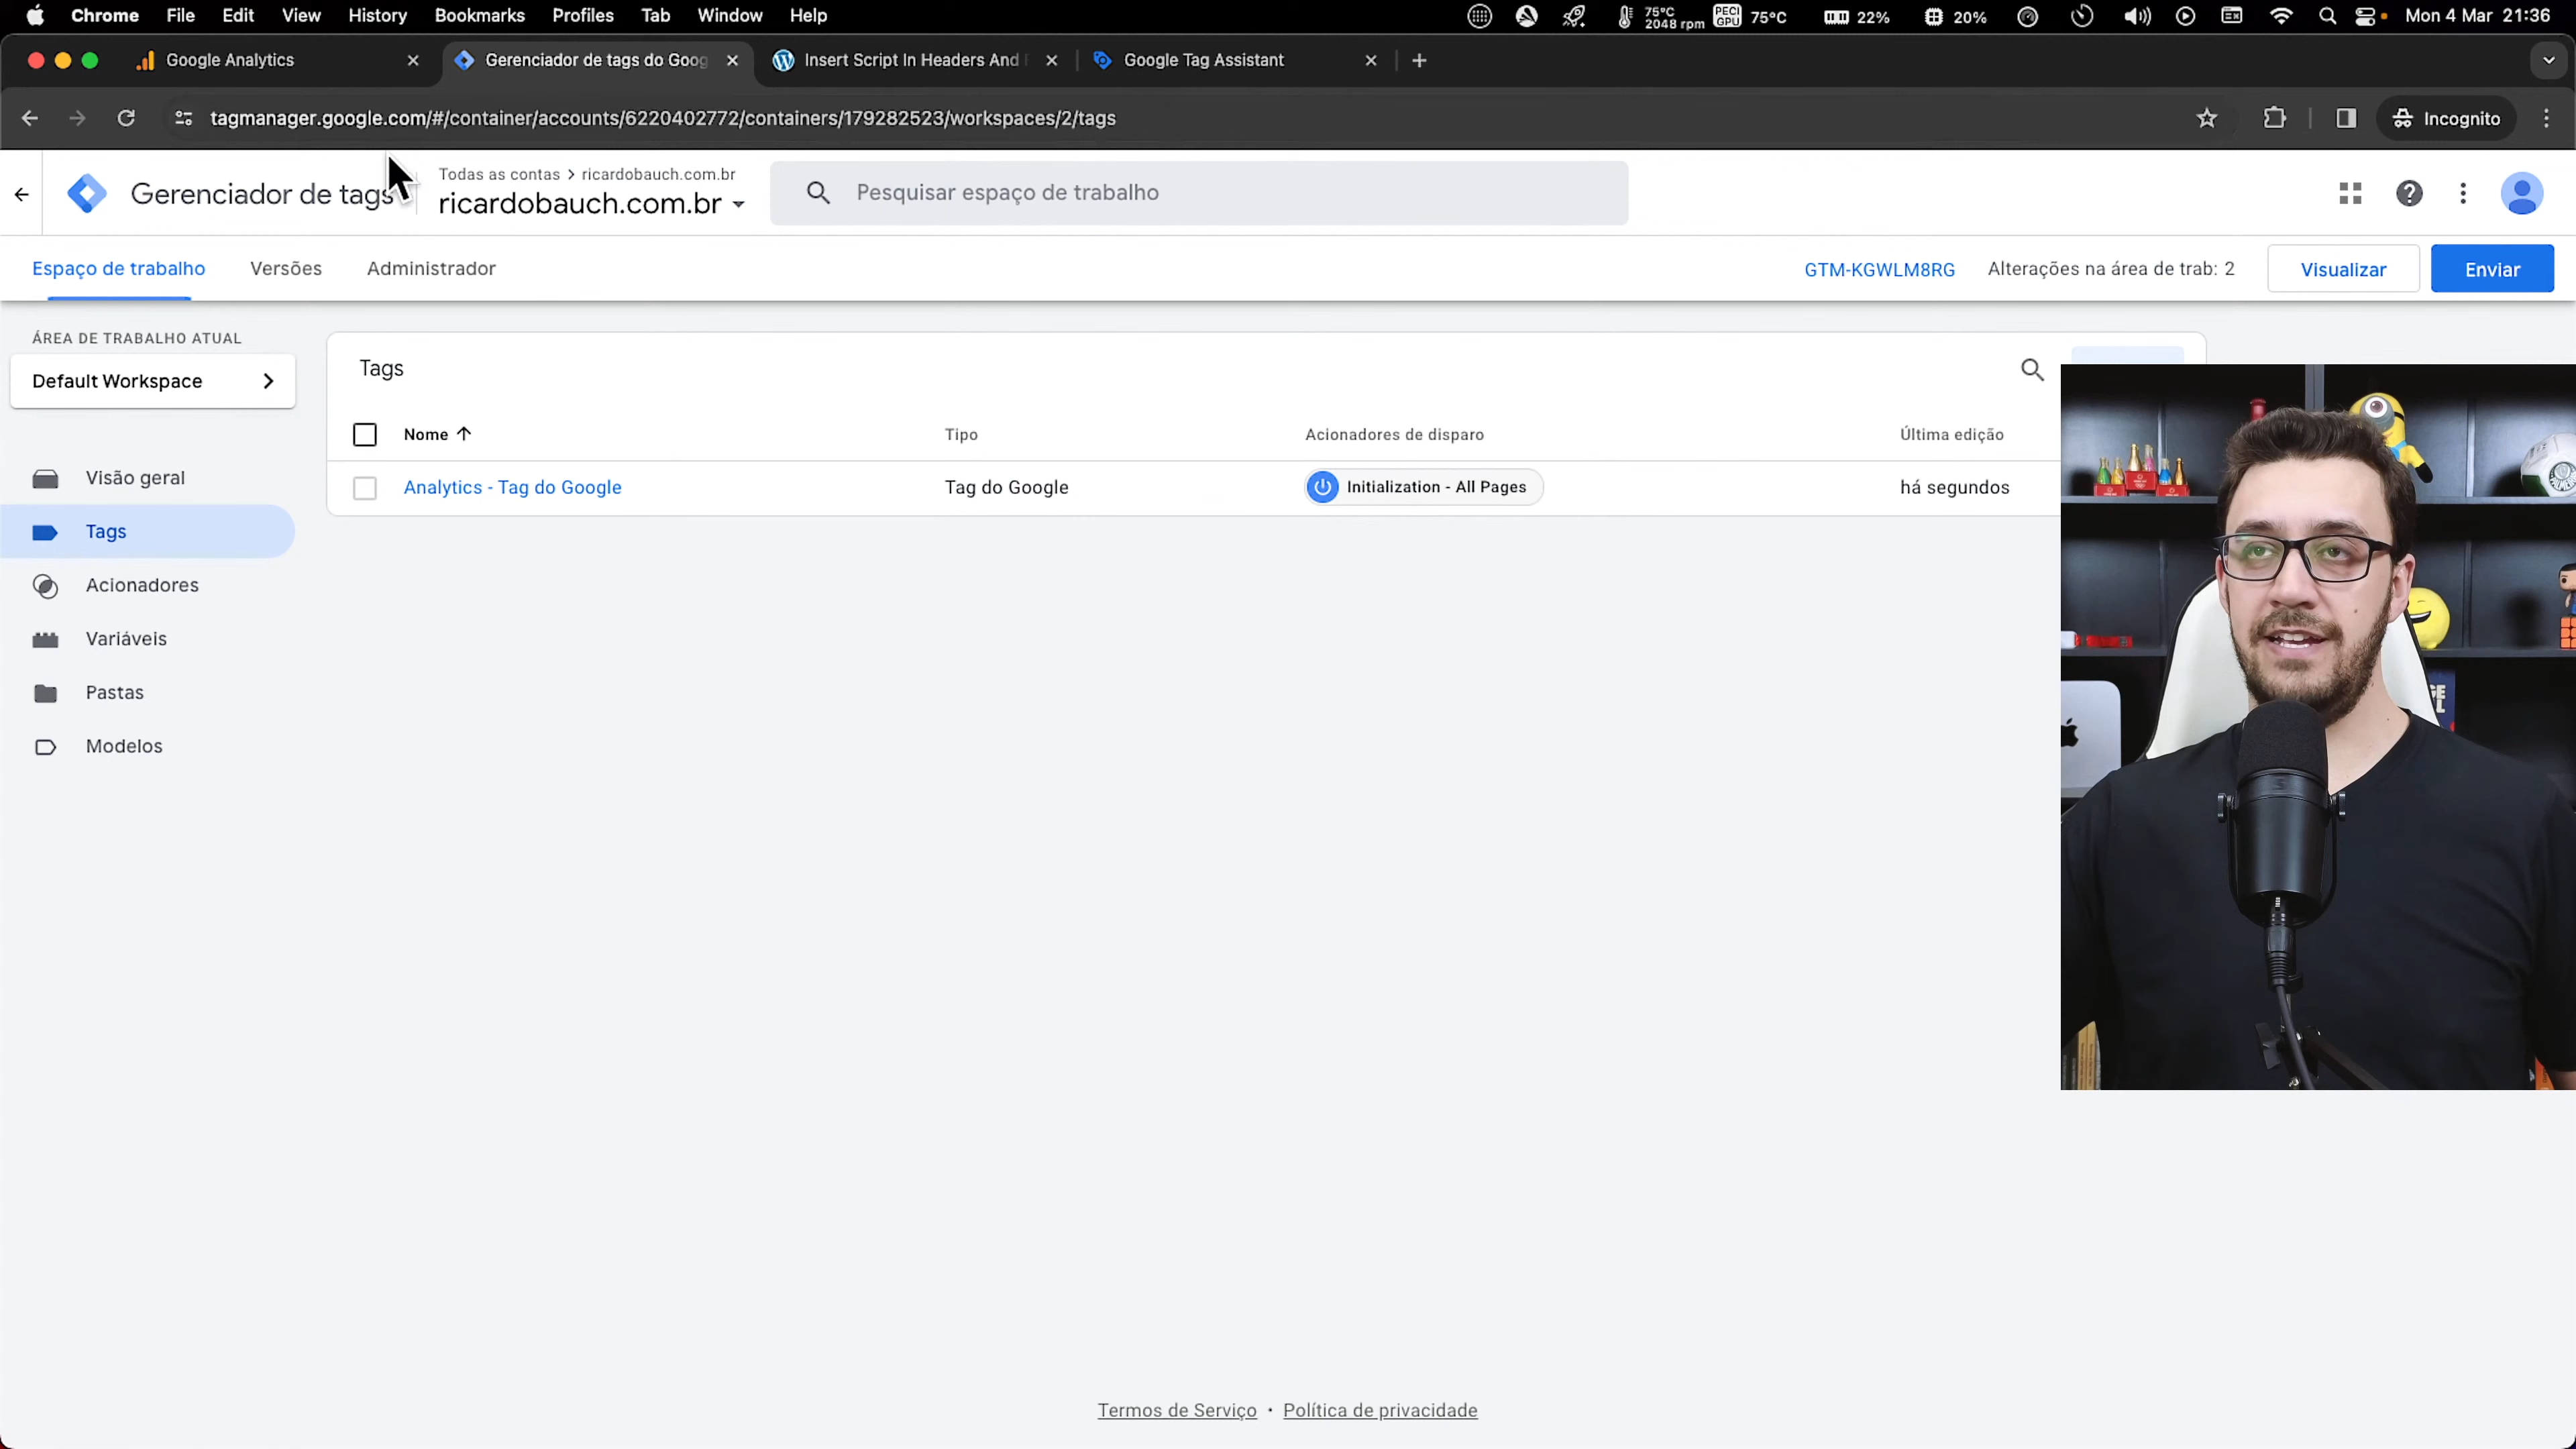 Chrome File Edit View History Bookmarks Profiles Tab Window Help 75°C 2048 rpm PECI GPU 75°C 22% 20% Mon 4 Mar 21:36
Google Analytics Gerenciador de tags do Goog Insert Script In Headers And Google Tag Assistant
tagmanager.google.com/#/container/accounts/6220402772/containers/179282523/workspaces/2/tags Incognito
Gerenciador de tags
Todas as contas > ricardobauch.com.br
ricardobauch.com.br
Pesquisar espaço de trabalho
Espaço de trabalho Versões Administrador GTM-KGWLM8RG Alterações na área de trab: 2 Visualizar Enviar
ÁREA DE TRABALHO ATUAL
Default Workspace
Visão geral
Tags
Acionadores
Variáveis
Pastas
Modelos
Tags
Nome Tipo Acionadores de disparo Última edição
Analytics - Tag do Google Tag do Google Initialization - All Pages há segundos
Termos de Serviço · Política de privacidade